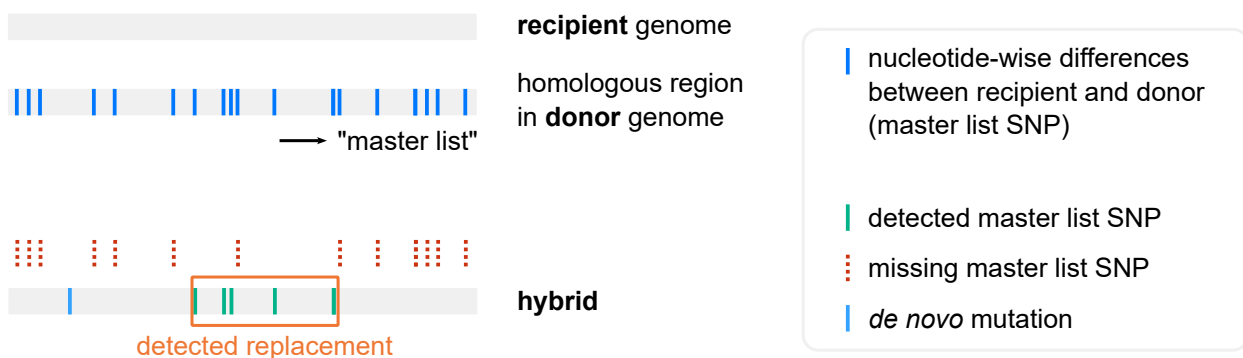 recipient genome
homologous region
in donor genome
"master list"
hybrid
detected replacement
nucleotide-wise differences
between recipient and donor
(master list SNP)
detected master list SNP
missing master list SNP
de novo mutation